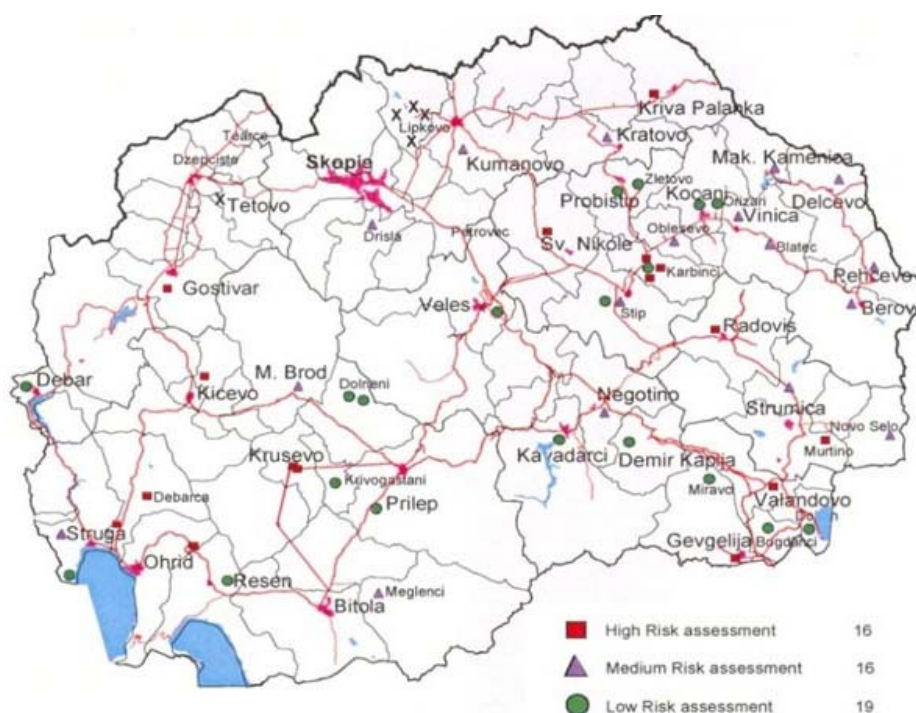 Kriva Palanka
X X X
Lipkovo
X
Tearce
Kratovo
Dzepciste
Skopje
Kumanovo
Mak. Kamenica
Zletovo
X Tetovo
Probistip
Kocani
Orizari
Delcevo
Vinica
Drisla
Petrovec
Sv. Nikole
Oblesevo
Blatec
Karbinci
Pehcevo
Gostivar
Veles
Stip
Berov
Radovis
Debar
Kicevo
M. Brod
Dolneni
Negotino
Strumica
Novo Selo
Krusevo
Kavadarci
Demir Kapija
Murtino
Krivogastani
Miravci
Debarca
Prilep
Valandovo
Struga
Gevgelija
Bogdanci
Ohrid
Resen
Bitola
Meglenci
High Risk assessment 16
Medium Risk assessment 16
Low Risk assessment 19